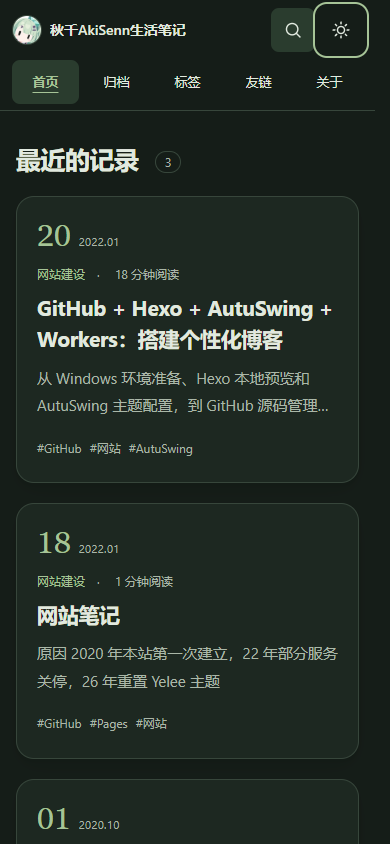 秋千AkiSenn生活笔记
首页 归档 标签 友链 关于
最近的记录 3
20 2022.01
网站建设 · 18 分钟阅读
GitHub + Hexo + AutuSwing +
Workers：搭建个性化博客
从 Windows 环境准备、Hexo 本地预览和
AutuSwing 主题配置，到 GitHub 源码管理...
#GitHub #网站 #AutuSwing
18 2022.01
网站建设 · 1 分钟阅读
网站笔记
原因 2020 年本站第一次建立，22 年部分服务
关停，26 年重置 Yelee 主题
#GitHub #Pages #网站
01 2020.10